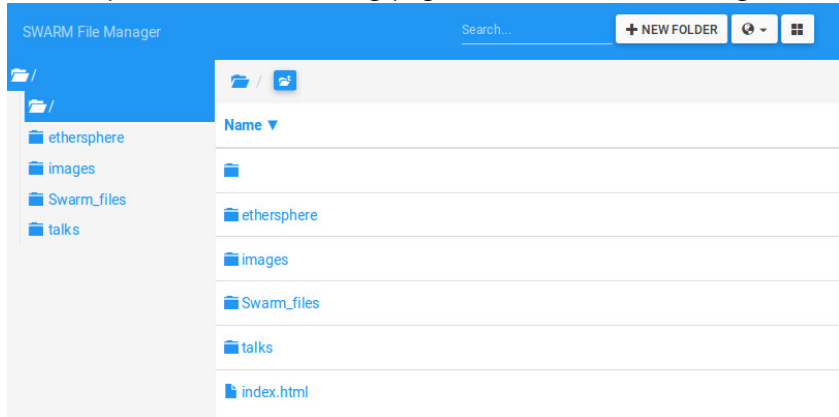 SWARM File Manager
Search...
NEW FOLDER
/
/
ethersphere
images
Swarm_files
talks
/
Name ▼
ethersphere
images
Swarm_files
talks
index.html